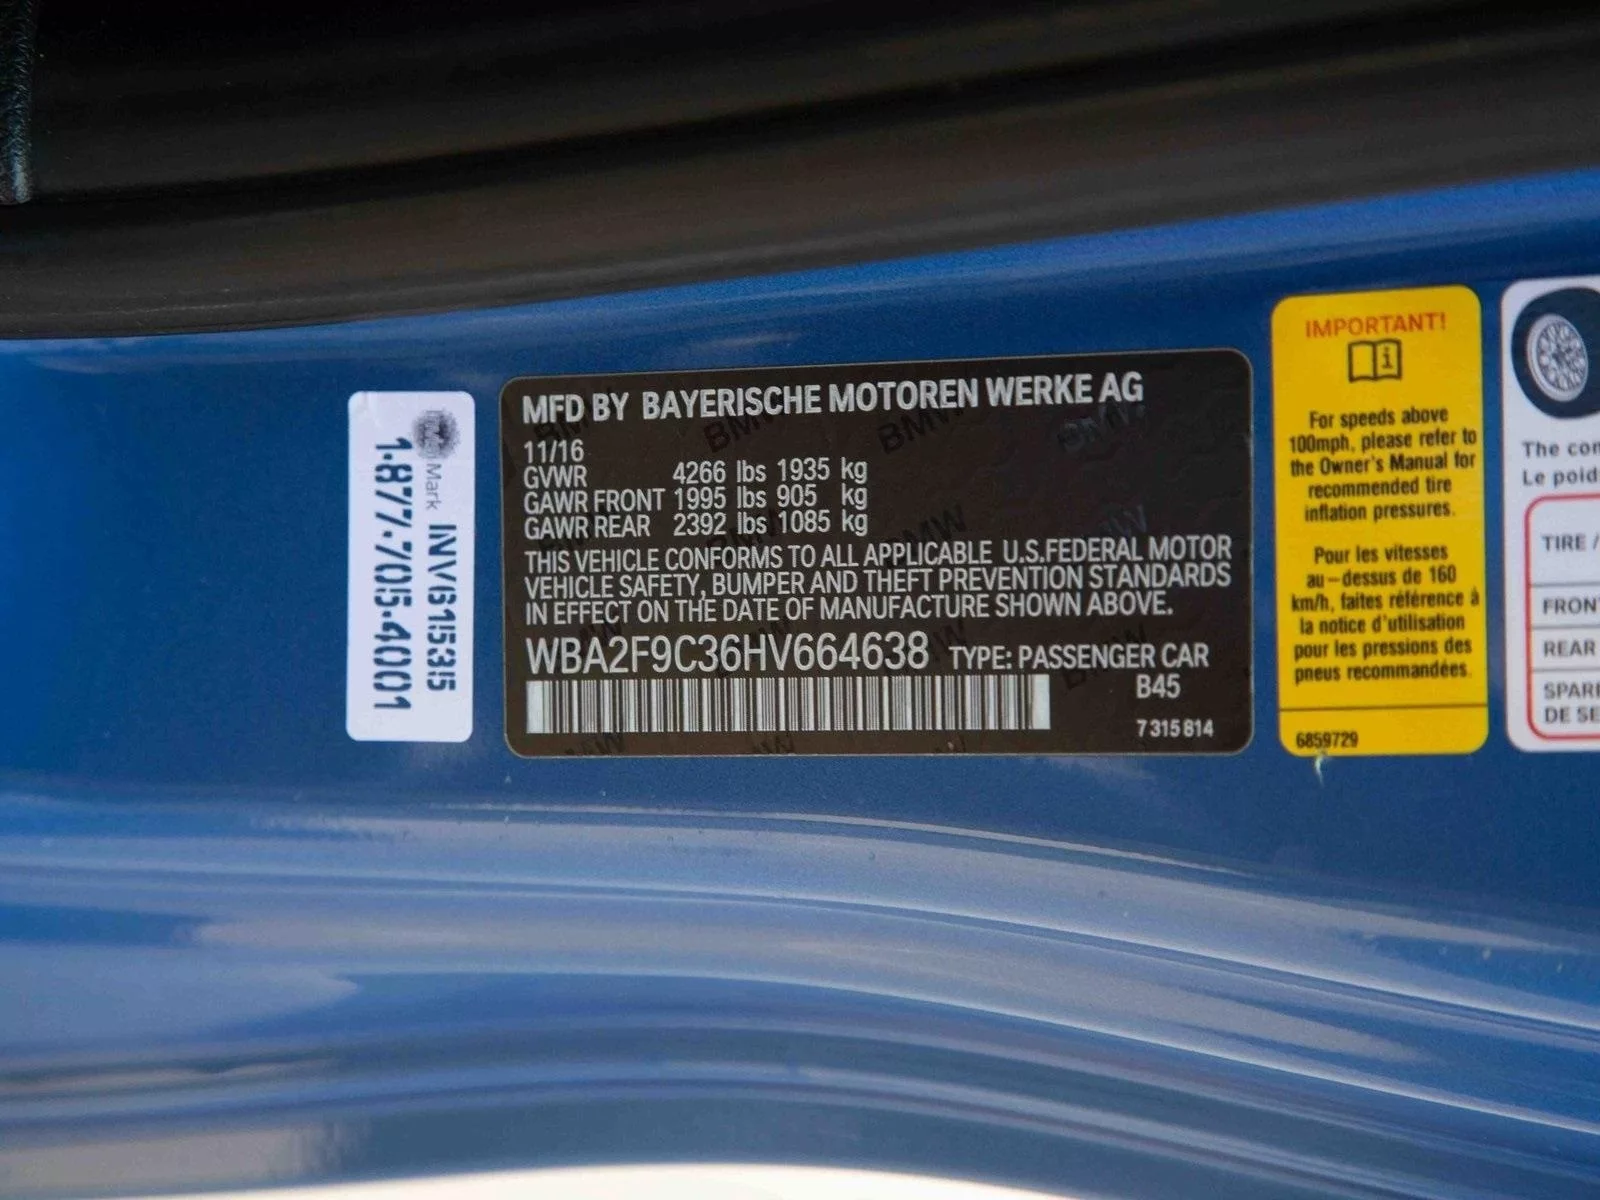 Mark
INV615315
1.877.705.4001
MFD BY BAYERISCHE MOTOREN WERKE AG
11/16
GVWR 4266 lbs 1935 kg
GAWR FRONT 1995 lbs 905 kg
GAWR REAR 2392 lbs 1085 kg
THIS VEHICLE CONFORMS TO ALL APPLICABLE U.S.FEDERAL MOTOR
VEHICLE SAFETY, BUMPER AND THEFT PREVENTION STANDARDS
IN EFFECT ON THE DATE OF MANUFACTURE SHOWN ABOVE.
WBA2F9C36HV664638 TYPE: PASSENGER CAR
B45
7 315 814
IMPORTANT!
For speeds above
100mph, please refer to
the Owner's Manual for
recommended tire
inflation pressures.
Pour les vitesses
au-dessus de 160
km/h, faites référence à
la notice d'utilisation
pour les pressions des
pneus recommandées.
6859729
The
Le
TIRE /
REAR
DE